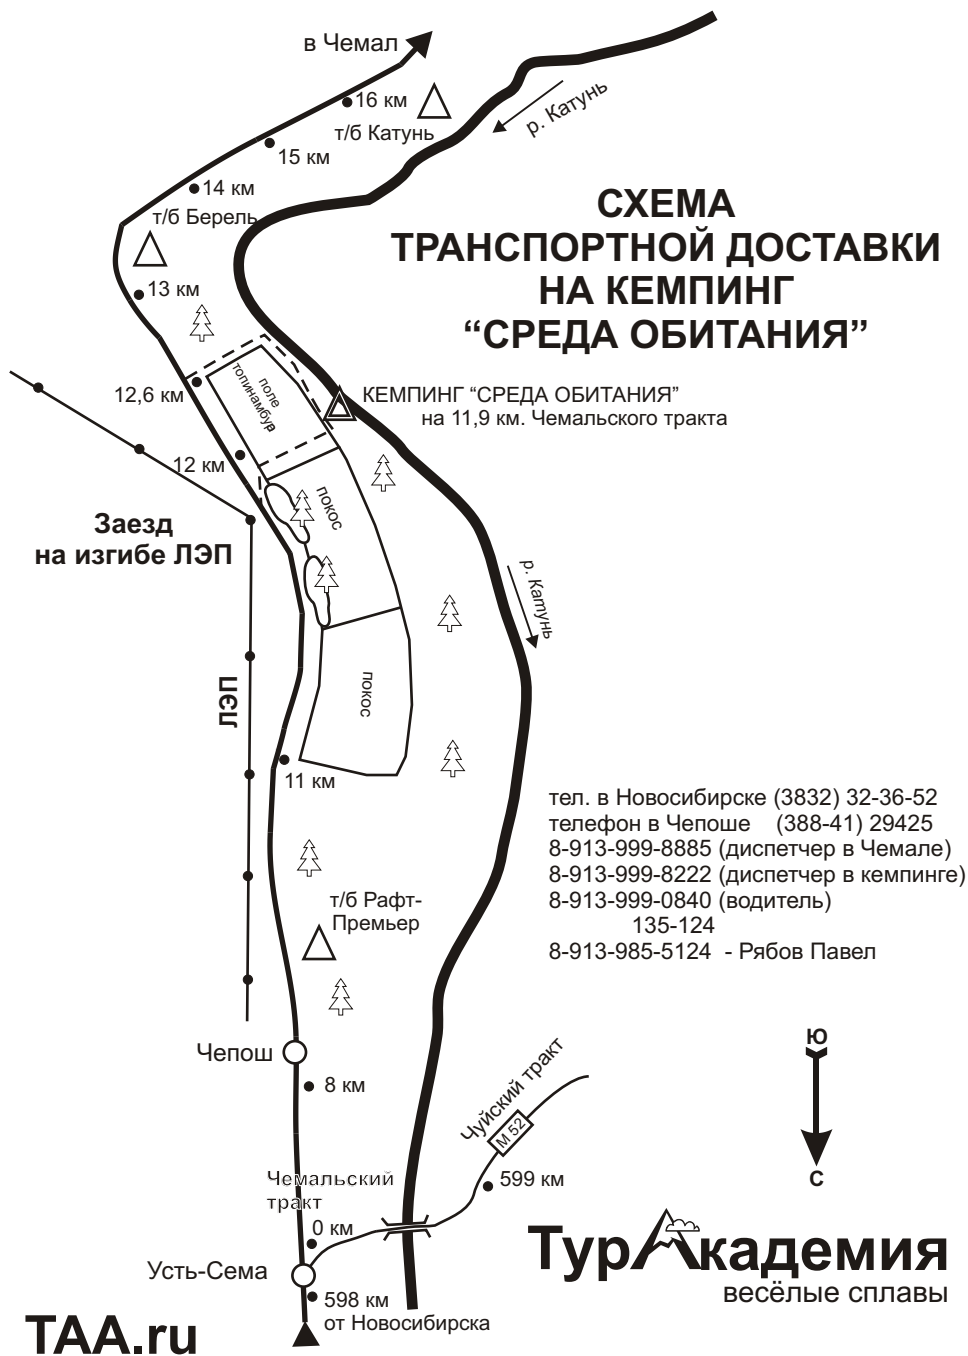 в Чемал
16 км
т/б Катунь
р. Катунь
15 км
14 км
т/б Берель
СХЕМА
ТРАНСПОРТНОЙ ДОСТАВКИ
НА КЕМПИНГ
“СРЕДА ОБИТАНИЯ”
13 км
12,6 км
поле
топинамбура
КЕМПИНГ “СРЕДА ОБИТАНИЯ”
на 11,9 км. Чемальского тракта
12 км
покос
Заезд
на изгибе ЛЭП
р. Катунь
ЛЭП
покос
11 км
тел. в Новосибирске (3832) 32-36-52
телефон в Чепоше (388-41) 29425
8-913-999-8885 (диспетчер в Чемале)
8-913-999-8222 (диспетчер в кемпинге)
8-913-999-0840 (водитель)
135-124
8-913-985-5124 - Рябов Павел
т/б Рафт-
Премьер
Чепош
8 км
Ю
С
Чуйский тракт
М 52
599 км
Чемальский
тракт
0 км
Усть-Сема
598 км
от Новосибирска
ТурАкадемия
весёлые сплавы
TAA.ru